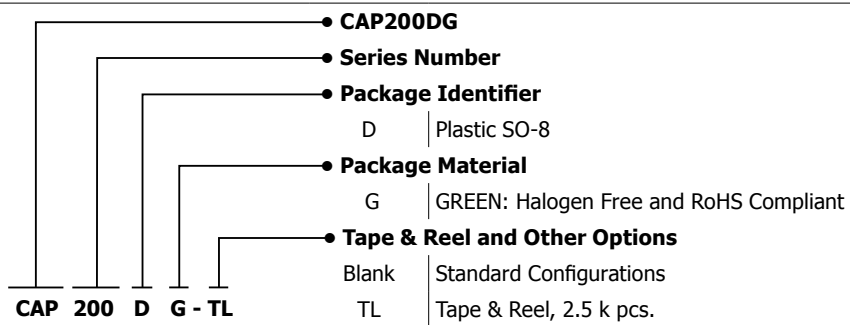 CAP200DG
Series Number
Package Identifier
D Plastic SO-8
Package Material
G GREEN: Halogen Free and RoHS Compliant
Tape & Reel and Other Options
Blank Standard Configurations
TL Tape & Reel, 2.5 k pcs.
CAP 200 D G - TL